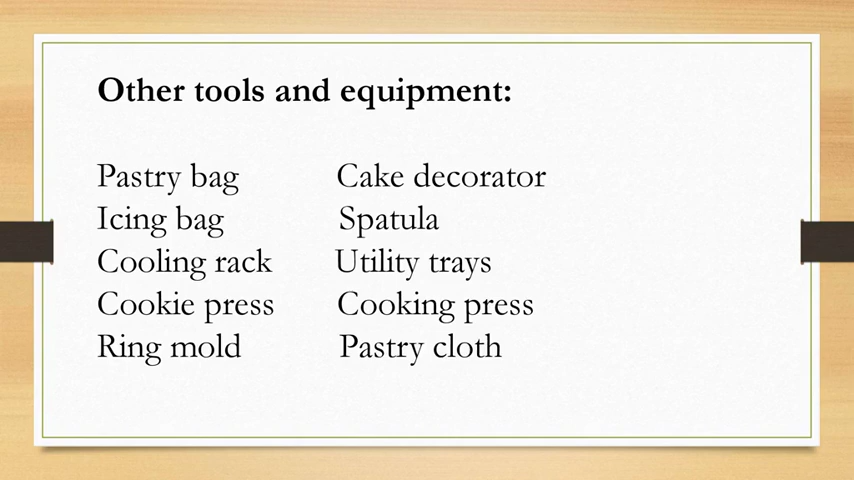 Other tools and equipment:
Pastry bag Cake decorator
Icing bag Spatula
Cooling rack Utility trays
Cookie press Cooking press
Ring mold Pastry cloth